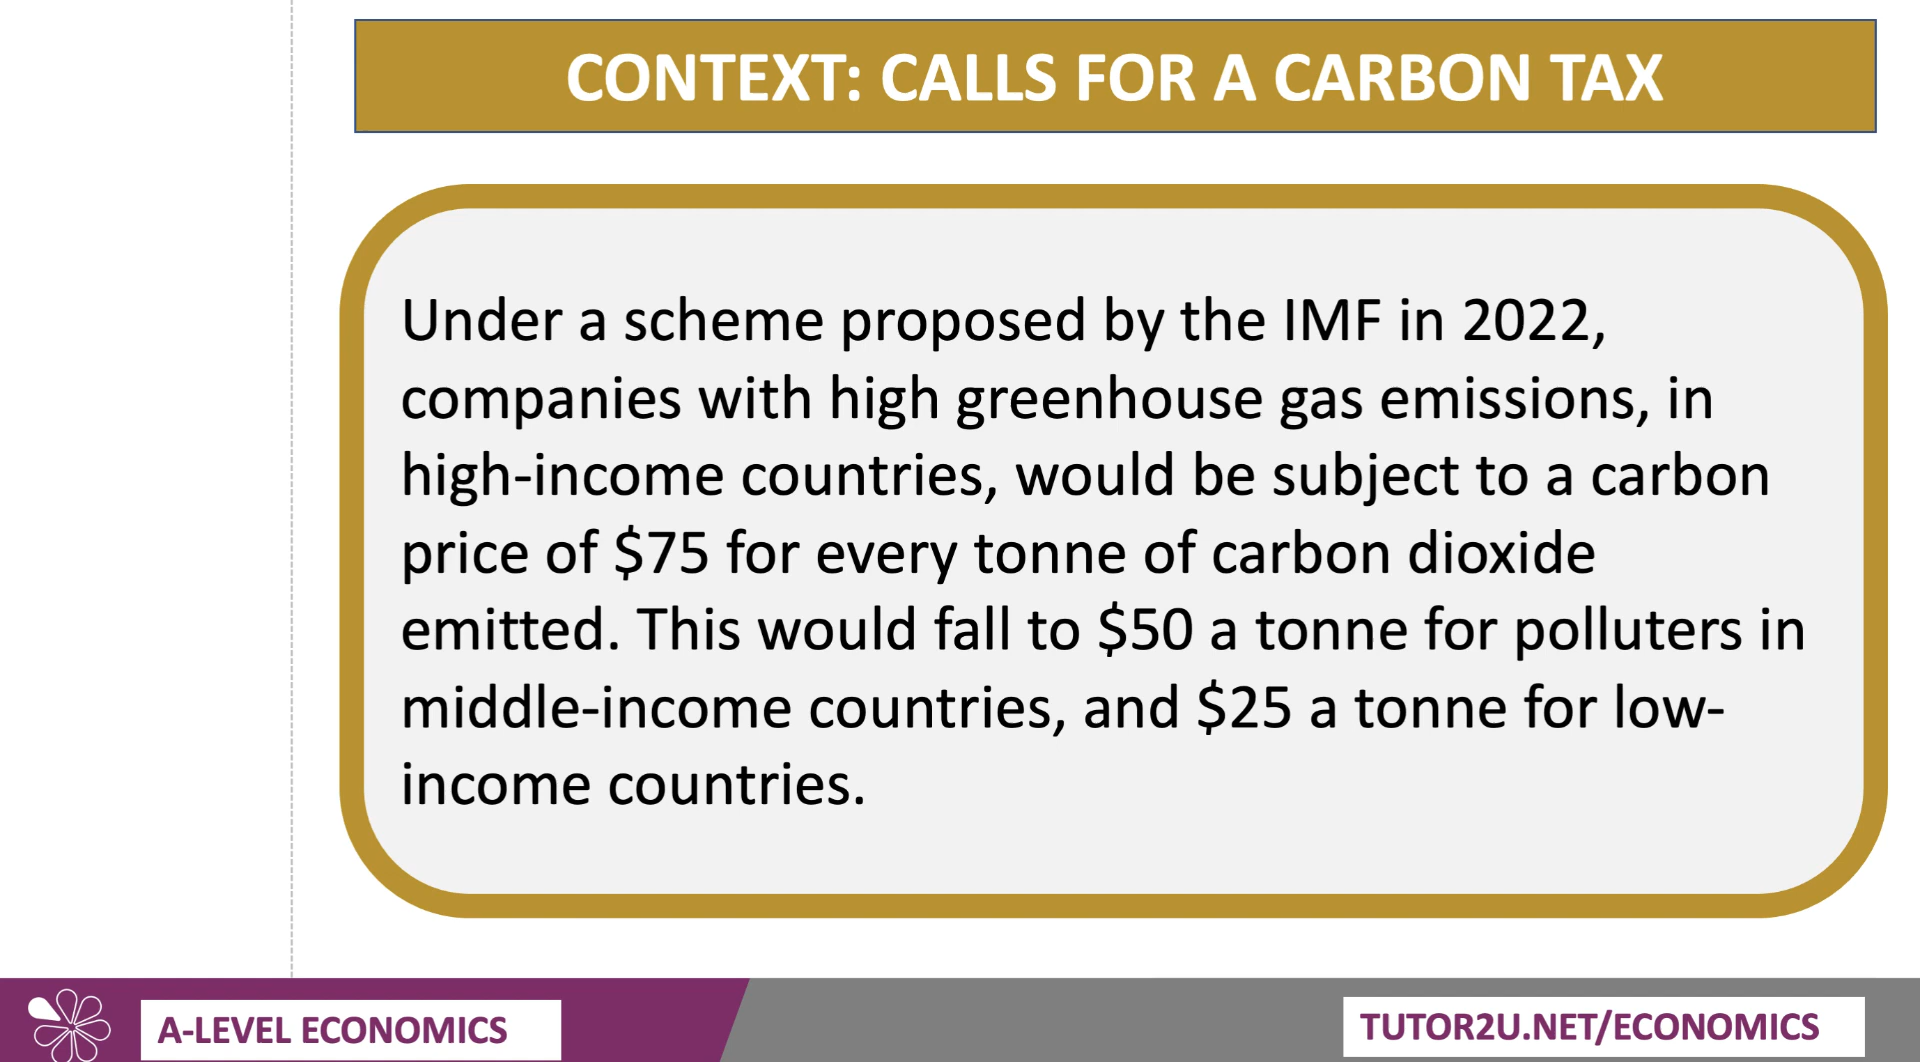 CONTEXT: CALLS FOR A CARBON TAX
Under a scheme proposed by the IMF in 2022,
companies with high greenhouse gas emissions, in
high-income countries, would be subject to a carbon
price of $75 for every tonne of carbon dioxide
emitted. This would fall to $50 a tonne for polluters in
middle-income countries, and $25 a tonne for low-
income countries.
A-LEVEL ECONOMICS
TUTOR2U.NET/ECONOMICS